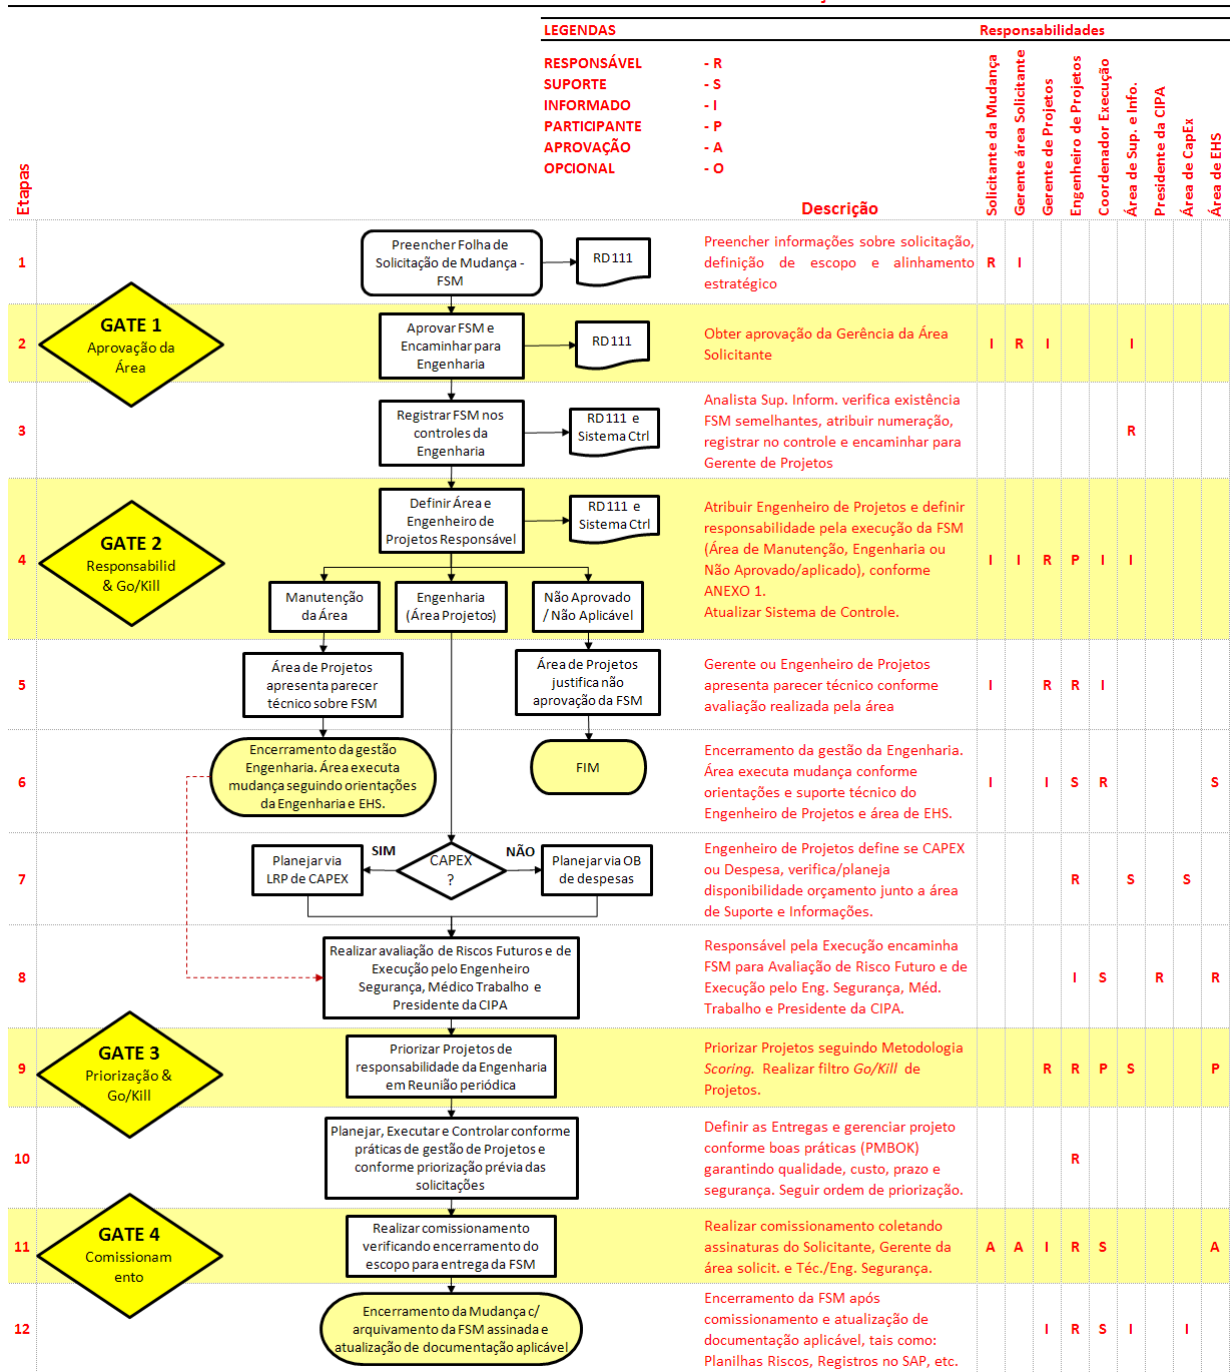 LEGENDAS
Responsabilidades
RESPONSÁVEL - R
SUPORTE - S
INFORMADO - I
PARTICIPANTE - P
APROVAÇÃO - A
OPCIONAL - O
Etapas
Descrição
Solicitante da Mudança
Gerente área Solicitante
Gerente de Projetos
Engenheiro de Projetos
Coordenador Execução
Área de Sup. e Info.
Presidente da CIPA
Área de CapEx
Área de EHS
1
Preencher Folha de
Solicitação de Mudança -
FSM
RD111
Preencher informações sobre solicitação,
definição de escopo e alinhamento
estratégico
R I
2
GATE 1
Aprovação da
Área
Aprovar FSM e
Encaminhar para
Engenharia
RD111
Obter aprovação da Gerência da Área
Solicitante
I R I I
3
Registrar FSM nos
controles da
Engenharia
RD111 e
Sistema Ctrl
Analista Sup. Inform. verifica existência
FSM semelhantes, atribuir numeração,
registrar no controle e encaminhar para
Gerente de Projetos
R
4
GATE 2
Responsabilid
& Go/Kill
Definir Área e
Engenheiro de
Projetos Responsável
RD111 e
Sistema Ctrl
Manutenção
da Área
Engenharia
(Área Projetos)
Não Aprovado
/ Não Aplicável
Atribuir Engenheiro de Projetos e definir
responsabilidade pela execução da FSM
(Área de Manutenção, Engenharia ou
Não Aprovado/aplicado), conforme
ANEXO 1.
Atualizar Sistema de Controle.
I I R P I I
5
Área de Projetos
apresenta parecer
técnico sobre FSM
Área de Projetos
justifica não
aprovação da FSM
Gerente ou Engenheiro de Projetos
apresenta parecer técnico conforme
avaliação realizada pela área
I R R I
6
Encerramento da gestão
Engenharia. Área executa
mudança seguindo orientações
da Engenharia e EHS.
FIM
Encerramento da gestão da Engenharia.
Área executa mudança conforme
orientações e suporte técnico do
Engenheiro de Projetos e área de EHS.
I I S R S
7
Planejar via
LRP de CAPEX
SIM
CAPEX
?
NÃO
Planejar via OB
de despesas
Engenheiro de Projetos define se CAPEX
ou Despesa, verifica/planeja
disponibilidade orçamento junto a área
de Suporte e Informações.
R S S
8
Realizar avaliação de Riscos Futuros e de
Execução pelo Engenheiro
Segurança, Médico Trabalho e
Presidente da CIPA
Responsável pela Execução encaminha
FSM para Avaliação de Risco Futuro e de
Execução pelo Eng. Segurança, Méd.
Trabalho e Presidente da CIPA.
I S R R
9
GATE 3
Priorização &
Go/Kill
Priorizar Projetos de
responsabilidade da Engenharia
em Reunião periódica
Priorizar Projetos seguindo Metodologia
Scoring. Realizar filtro Go/Kill de
Projetos.
R R P S P
10
Planejar, Executar e Controlar conforme
práticas de gestão de Projetos e
conforme priorização prévia das
solicitações
Definir as Entregas e gerenciar projeto
conforme boas práticas (PMBOK)
garantindo qualidade, custo, prazo e
segurança. Seguir ordem de priorização.
R
11
GATE 4
Comissionam
ento
Realizar comissionamento
verificando encerramento do
escopo para entrega da FSM
Realizar comissionamento coletando
assinaturas do Solicitante, Gerente da
área solicit. e Téc./Eng. Segurança.
A A I R S A
12
Encerramento da Mudança c/
arquivamento da FSM assinada e
atualização de documentação aplicável
Encerramento da FSM após
comissionamento e atualização de
documentação aplicável, tais como:
Planilhas Riscos, Registros no SAP, etc.
I R S I I